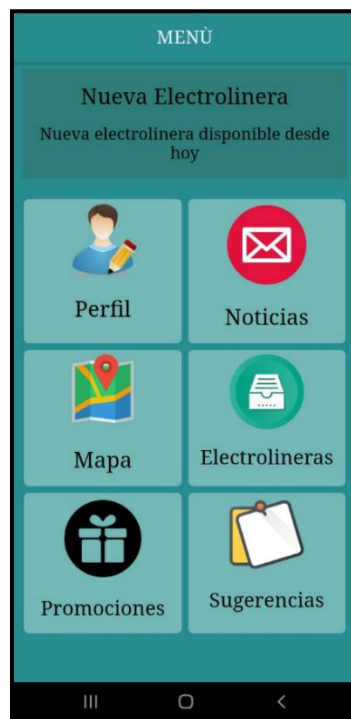 MENÙ
Nueva Electrolinera
Nueva electrolinera disponible desde
hoy
Perfil
Noticias
Mapa
Electrolineras
Promociones
Sugerencias